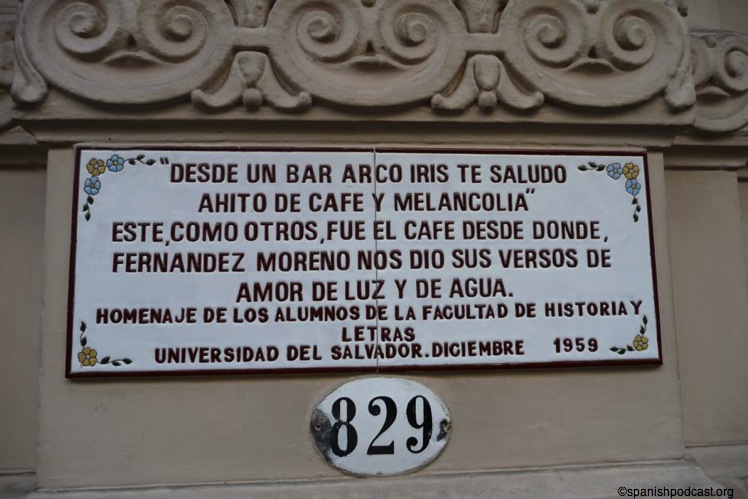 "DESDE UN BAR ARCO IRIS TE SALUDO
AHITO DE CAFE Y MELANCOLIA"
ESTE, COMO OTROS, FUE EL CAFE DESDE DONDE,
FERNANDEZ MORENO NOS DIO SUS VERSOS DE
AMOR DE LUZ Y DE AGUA.
HOMENAJE DE LOS ALUMNOS DE LA FACULTAD DE HISTORIA Y
LETRAS
UNIVERSIDAD DEL SALVADOR. DICIEMBRE 1959
829
©spanishpodcast.org